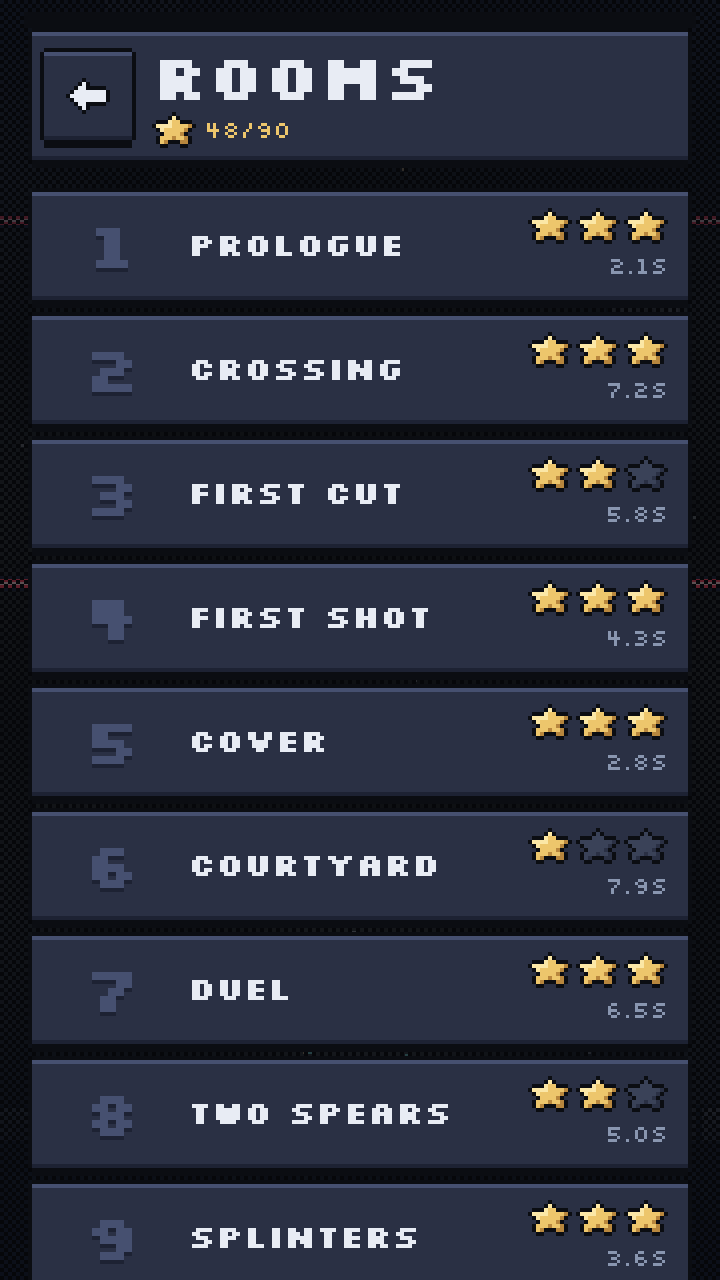 ROOMS
48/90
1 PROLOGUE
2.1S
2 CROSSING
7.2S
3 FIRST CUT
5.8S
4 FIRST SHOT
4.3S
5 COVER
2.8S
6 COURTYARD
7.9S
7 DUEL
6.5S
8 TWO SPEARS
5.0S
9 SPLINTERS
3.6S